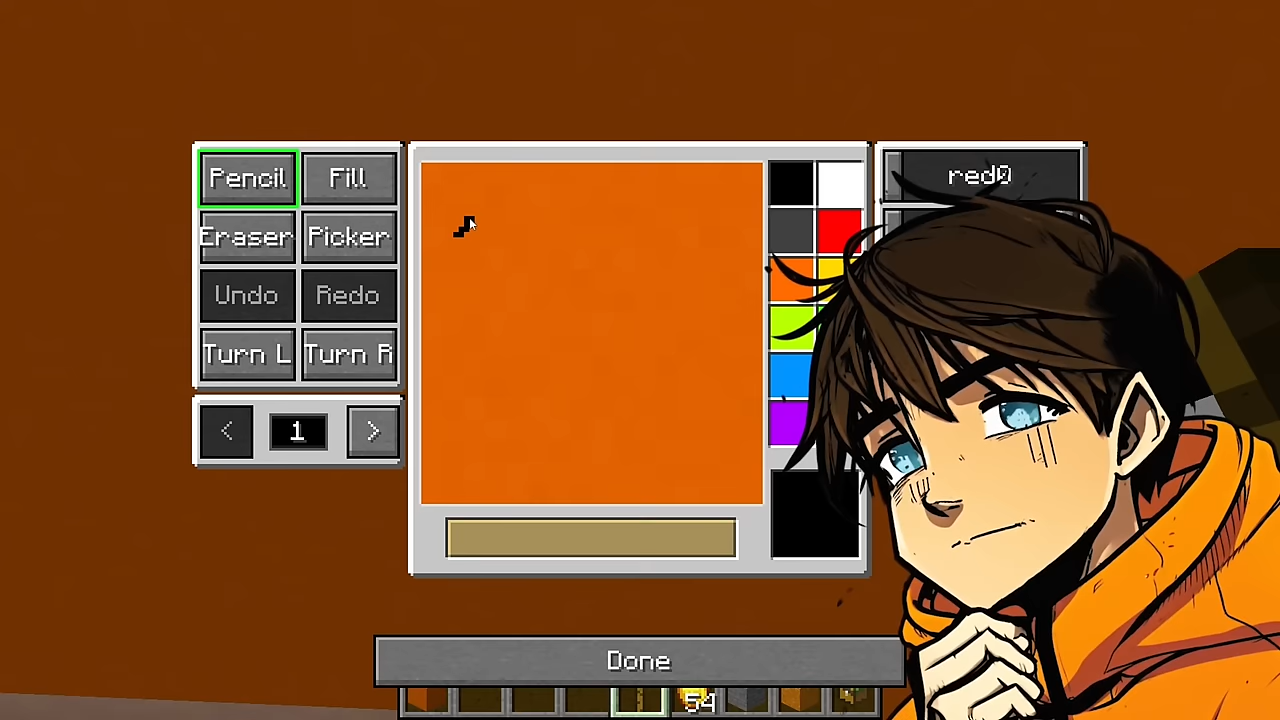 Pencil Fill
Eraser Picker
Undo Redo
Turn L Turn R
< 1 >
red0
Done
54